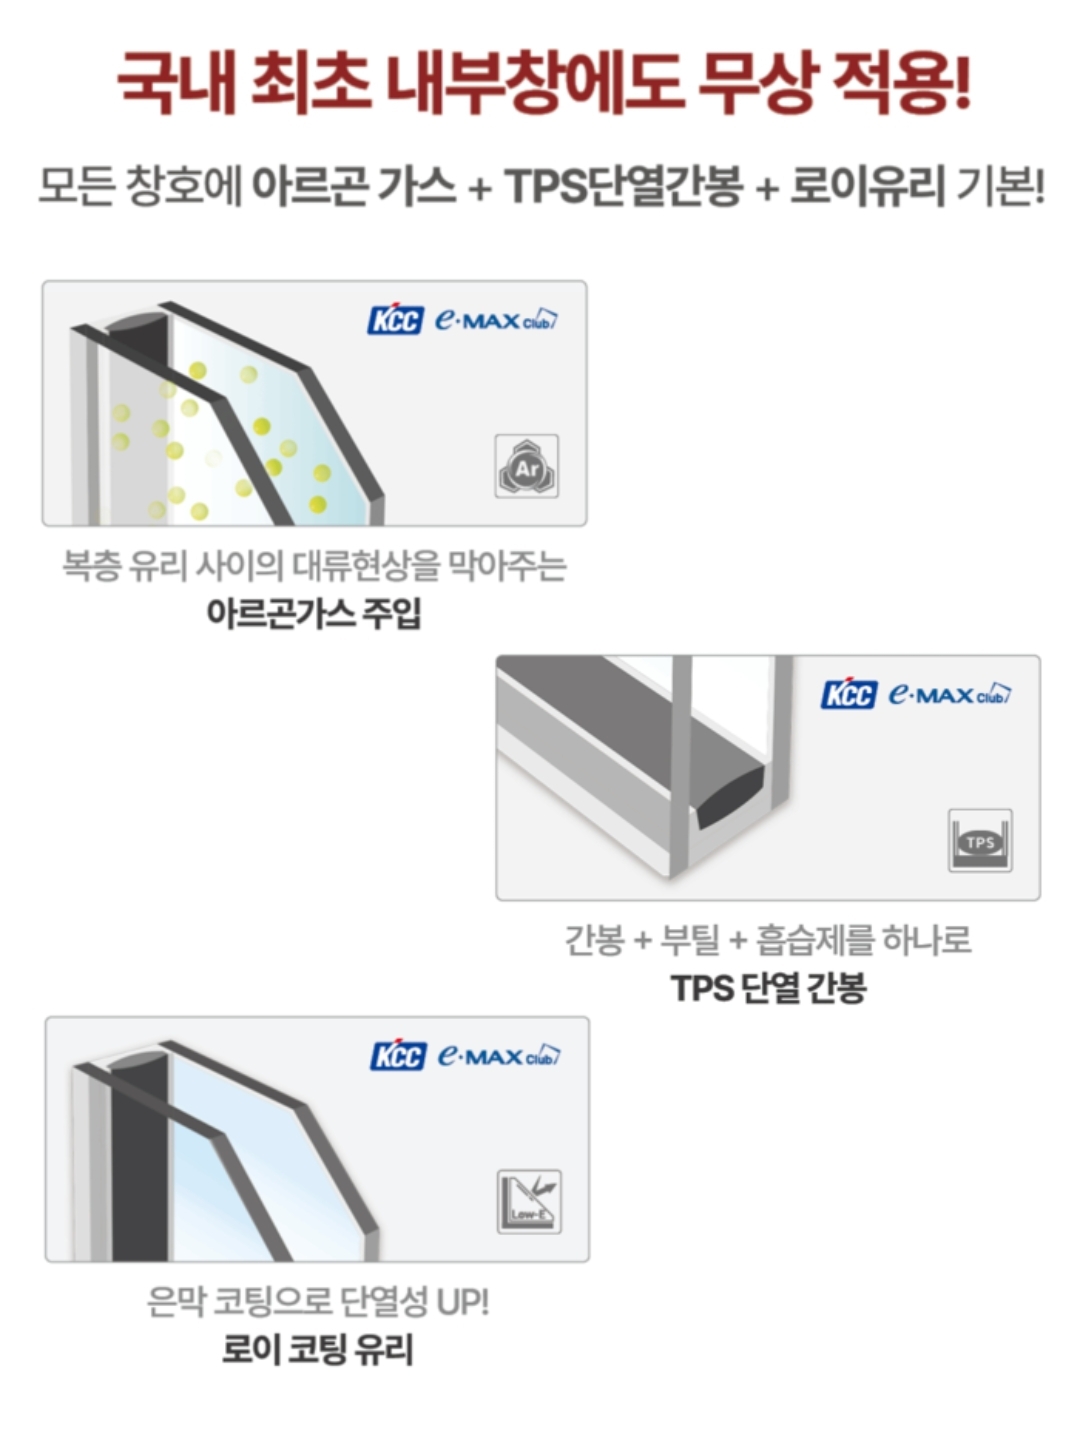 국내 최초 내부창에도 무상 적용!
모든 창호에 아르곤 가스 + TPS단열간봉 + 로이유리 기본!
KCC e·MAX Club
Ar
복층 유리 사이의 대류현상을 막아주는
아르곤가스 주입
KCC e·MAX Club
TPS
간봉 + 부틸 + 흡습제를 하나로
TPS 단열 간봉
KCC e·MAX Club
Low-E
은막 코팅으로 단열성 UP!
로이 코팅 유리